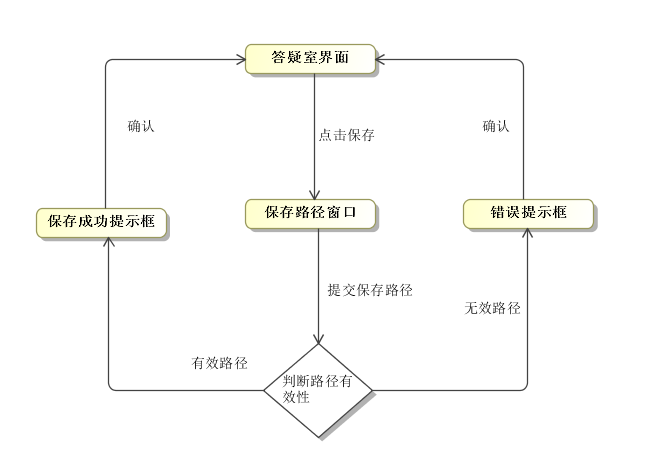 答疑室界面
确认
点击保存
确认
保存成功提示框
保存路径窗口
错误提示框
提交保存路径
无效路径
有效路径
判断路径有
效性